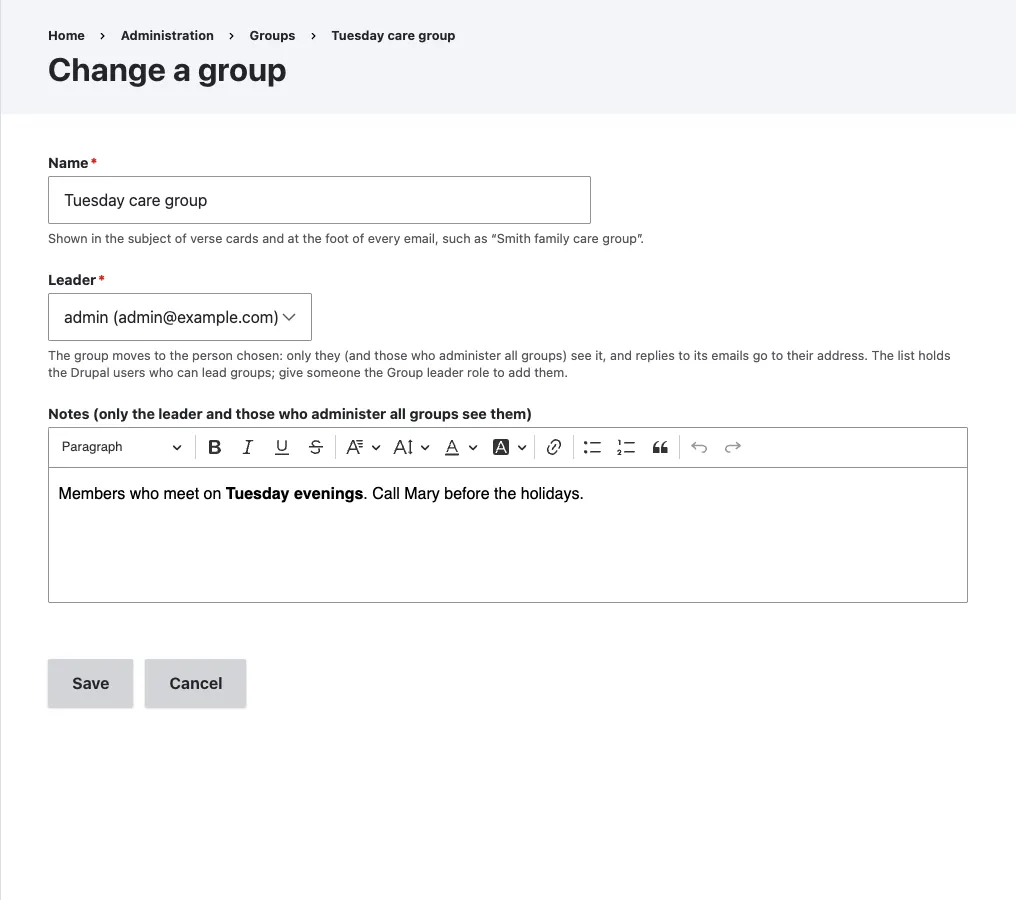 Home › Administration › Groups › Tuesday care group
Change a group
Name*
Tuesday care group
Shown in the subject of verse cards and at the foot of every email, such as “Smith family care group”.
Leader*
admin (admin@example.com)
The group moves to the person chosen: only they (and those who administer all groups) see it, and replies to its emails go to their address. The list holds
the Drupal users who can lead groups; give someone the Group leader role to add them.
Notes (only the leader and those who administer all groups see them)
Paragraph
Members who meet on Tuesday evenings. Call Mary before the holidays.
Save Cancel